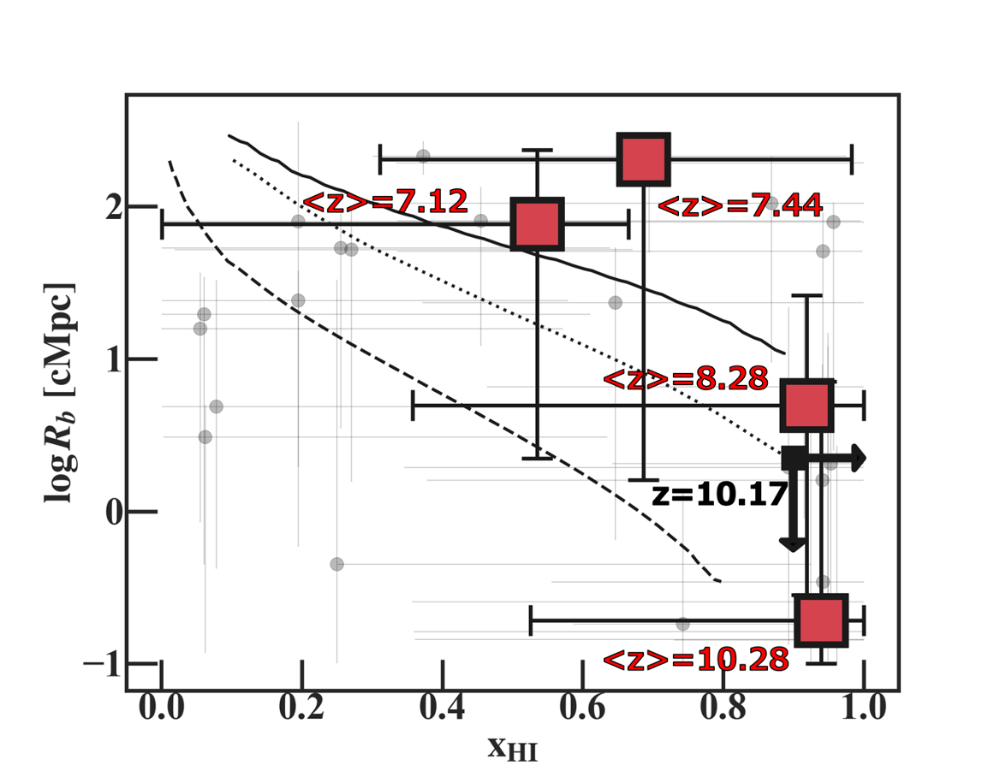 <z>=7.12
<z>=7.44
2
1
<z>=8.28
z=10.17
0
<z>=10.28
−1
log R_b [cMpc]
0.0 0.2 0.4 0.6 0.8 1.0
x_HI